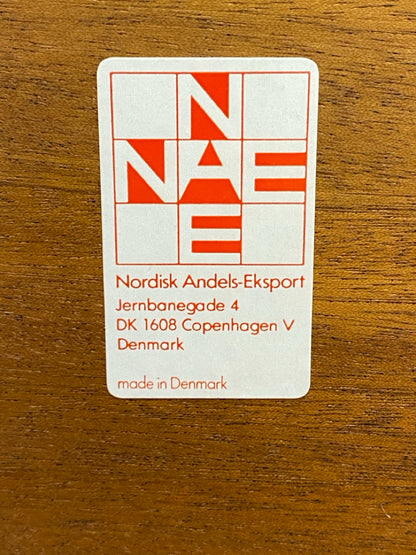 N
NAE
E
Nordisk Andels-Eksport
Jernbanegade 4
DK 1608 Copenhagen V
Denmark
made in Denmark